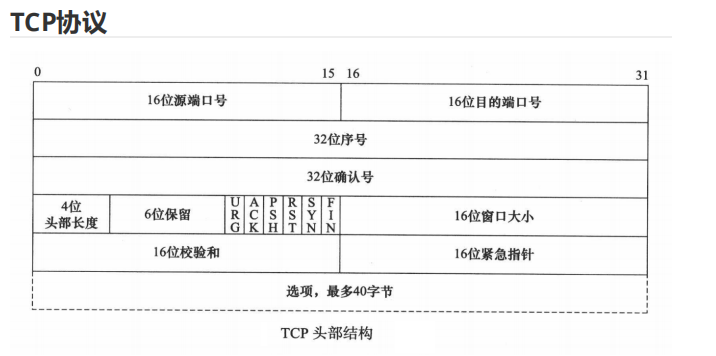 TCP协议
0 15 16 31
16位源端口号 16位目的端口号
32位序号
32位确认号
4位
头部长度
6位保留
URG
ACK
PSH
RST
SYN
FIN
16位窗口大小
16位校验和 16位紧急指针
选项，最多40字节
TCP 头部结构